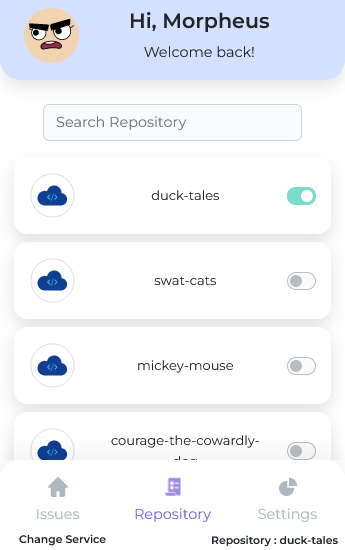 Hi, Morpheus
Welcome back!
Search Repository
duck-tales
swat-cats
mickey-mouse
courage-the-cowardly-
dog
Issues
Repository
Settings
Change Service
Repository : duck-tales